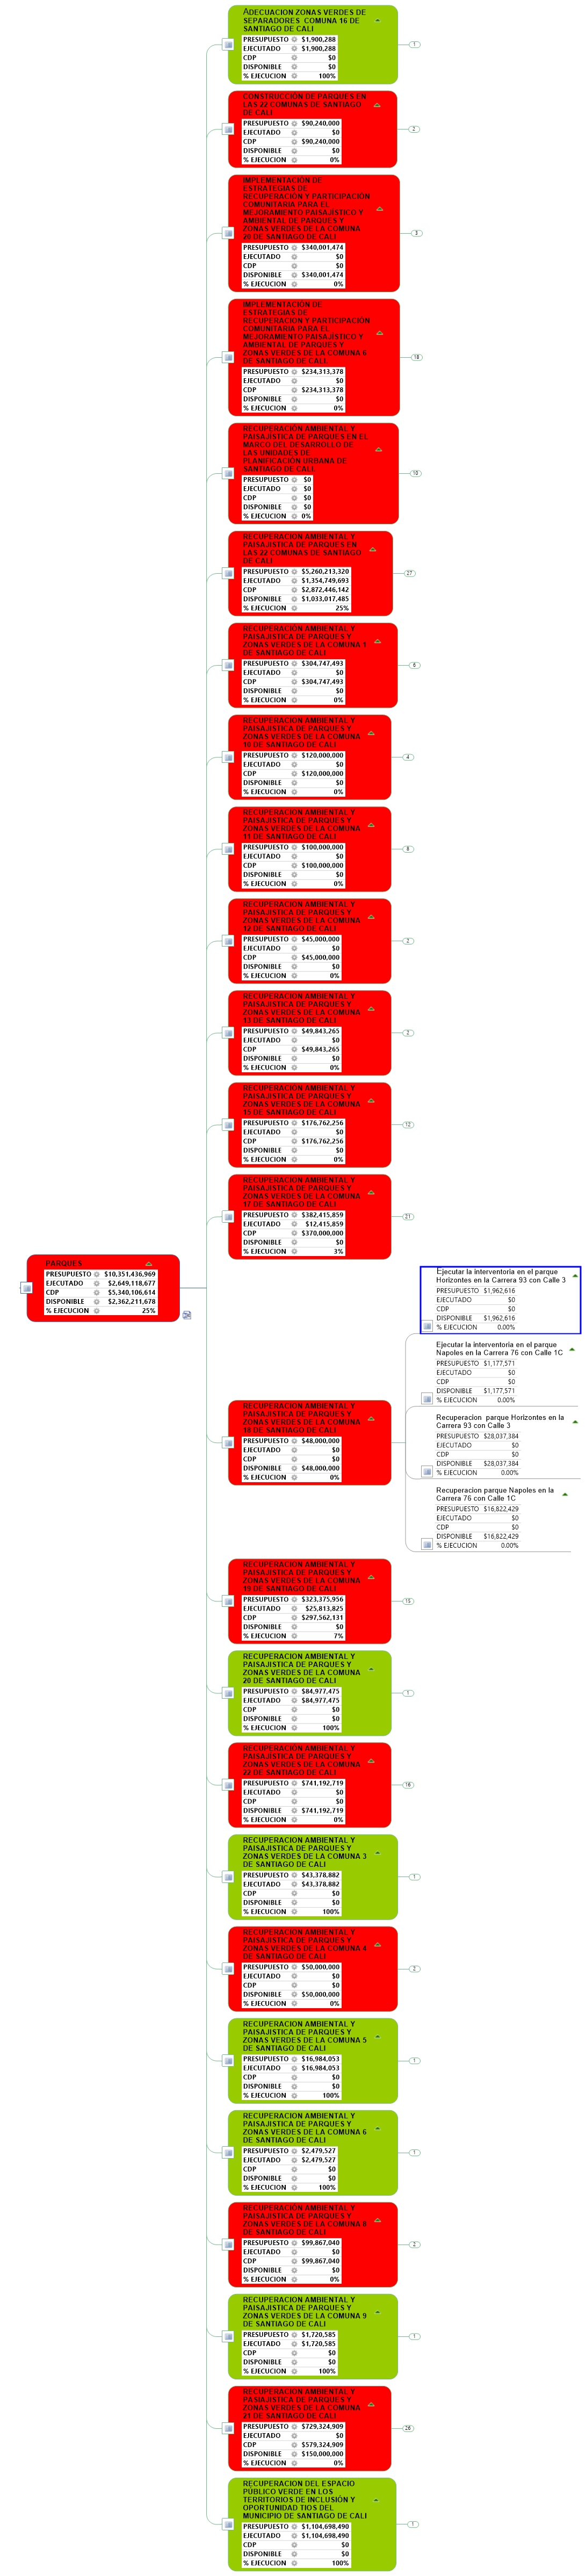 ADECUACION ZONAS VERDES DE
SEPARADORES COMUNA 16 DE
SANTIAGO DE CALI
PRESUPUESTO $1,900,288
EJECUTADO $1,900,288
CDP $0
DISPONIBLE $0
% EJECUCION 100%
1
CONSTRUCCIÓN DE PARQUES EN
LAS 22 COMUNAS DE SANTIAGO
DE CALI
PRESUPUESTO $90,240,000
EJECUTADO $0
CDP $90,240,000
DISPONIBLE $0
% EJECUCION 0%
2
IMPLEMENTACIÓN DE
ESTRATEGIAS DE
RECUPERACIÓN Y PARTICIPACIÓN
COMUNITARIA PARA EL
MEJORAMIENTO PAISAJÍSTICO Y
AMBIENTAL DE PARQUES Y
ZONAS VERDES DE LA COMUNA
20 DE SANTIAGO DE CALI
PRESUPUESTO $340,001,474
EJECUTADO $0
CDP $0
DISPONIBLE $340,001,474
% EJECUCION 0%
3
IMPLEMENTACIÓN DE
ESTRATEGIAS DE
RECUPERACION Y PARTICIPACIÓN
COMUNITARIA PARA EL
MEJORAMIENTO PAISAJÍSTICO Y
AMBIENTAL DE PARQUES Y
ZONAS VERDES DE LA COMUNA 6
DE SANTIAGO DE CALI.
PRESUPUESTO $234,313,378
EJECUTADO $0
CDP $234,313,378
DISPONIBLE $0
% EJECUCION 0%
RECUPERACIÓN AMBIENTAL Y
PAISAJÍSTICA DE PARQUES EN EL
MARCO DEL DESARROLLO DE
LAS UNIDADES DE
PLANIFICACIÓN URBANA DE
SANTIAGO DE CALI
PRESUPUESTO $0
EJECUTADO $0
CDP $0
DISPONIBLE $0
% EJECUCION 0%
10
RECUPERACION AMBIENTAL Y
PAISAJISTICA DE PARQUES EN
LAS 22 COMUNAS DE SANTIAGO
DE CALI
PRESUPUESTO $5,260,213,320
EJECUTADO $1,354,749,693
CDP $2,872,446,142
DISPONIBLE $1,033,017,485
% EJECUCION 25%
27
RECUPERACIÓN AMBIENTAL Y
PAISAJISTICA DE PARQUES Y
ZONAS VERDES DE LA COMUNA 1
DE SANTIAGO DE CALI
PRESUPUESTO $304,747,493
EJECUTADO $0
CDP $304,747,493
DISPONIBLE $0
% EJECUCION 0%
6
RECUPERACION AMBIENTAL Y
PAISAJISTICA DE PARQUES Y
ZONAS VERDES DE LA COMUNA
10 DE SANTIAGO DE CALI
PRESUPUESTO $120,000,000
EJECUTADO $0
CDP $120,000,000
DISPONIBLE $0
% EJECUCION 0%
4
RECUPERACION AMBIENTAL Y
PAISAJISTICA DE PARQUES Y
ZONAS VERDES DE LA COMUNA
11 DE SANTIAGO DE CALI
PRESUPUESTO $100,000,000
EJECUTADO $0
CDP $100,000,000
DISPONIBLE $0
% EJECUCION 0%
8
RECUPERACION AMBIENTAL Y
PAISAJISTICA DE PARQUES Y
ZONAS VERDES DE LA COMUNA
12 DE SANTIAGO DE CALI
PRESUPUESTO $45,000,000
EJECUTADO $0
CDP $45,000,000
DISPONIBLE $0
% EJECUCION 0%
2
RECUPERACION AMBIENTAL Y
PAISAJISTICA DE PARQUES Y
ZONAS VERDES DE LA COMUNA
13 DE SANTIAGO DE CALI
PRESUPUESTO $49,843,265
EJECUTADO $0
CDP $49,843,265
DISPONIBLE $0
% EJECUCION 0%
2
RECUPERACION AMBIENTAL Y
PAISAJISTICA DE PARQUES Y
ZONAS VERDES DE LA COMUNA
15 DE SANTIAGO DE CALI
PRESUPUESTO $176,762,256
EJECUTADO $0
CDP $176,762,256
DISPONIBLE $0
% EJECUCION 0%
12
RECUPERACION AMBIENTAL Y
PAISAJISTICA DE PARQUES Y
ZONAS VERDES DE LA COMUNA
17 DE SANTIAGO DE CALI
PRESUPUESTO $382,415,859
EJECUTADO $12,415,859
CDP $370,000,000
DISPONIBLE $0
% EJECUCION 3%
21
PARQUES
PRESUPUESTO $10,351,436,969
EJECUTADO $2,649,118,677
CDP $5,340,106,614
DISPONIBLE $2,362,211,678
% EJECUCION 25%
RECUPERACION AMBIENTAL Y
PAISAJISTICA DE PARQUES Y
ZONAS VERDES DE LA COMUNA
18 DE SANTIAGO DE CALI
PRESUPUESTO $48,000,000
EJECUTADO $0
CDP $0
DISPONIBLE $48,000,000
% EJECUCION 0%
Ejecutar la interventoria en el parque
Horizontes en la Carrera 93 con Calle 3
PRESUPUESTO $1,962,616
EJECUTADO $0
CDP $0
DISPONIBLE $1,962,616
% EJECUCION 0.00%
Ejecutar la interventoria en el parque
Napoles en la Carrera 76 con Calle 1C
PRESUPUESTO $1,177,571
EJECUTADO $0
CDP $0
DISPONIBLE $1,177,571
% EJECUCION 0.00%
Recuperacion parque Horizontes en la
Carrera 93 con Calle 3
PRESUPUESTO $28,037,384
EJECUTADO $0
CDP $0
DISPONIBLE $28,037,384
% EJECUCION 0.00%
Recuperacion parque Napoles en la
Carrera 76 con Calle 1C
PRESUPUESTO $16,822,429
EJECUTADO $0
CDP $0
DISPONIBLE $16,822,429
% EJECUCION 0.00%
RECUPERACION AMBIENTAL Y
PAISAJISTICA DE PARQUES Y
ZONAS VERDES DE LA COMUNA
19 DE SANTIAGO DE CALI
PRESUPUESTO $323,375,956
EJECUTADO $25,813,825
CDP $297,562,131
DISPONIBLE $0
% EJECUCION 7%
15
RECUPERACION AMBIENTAL Y
PAISAJISTICA DE PARQUES Y
ZONAS VERDES DE LA COMUNA
20 DE SANTIAGO DE CALI
PRESUPUESTO $84,977,475
EJECUTADO $84,977,475
CDP $0
DISPONIBLE $0
% EJECUCION 100%
1
RECUPERACION AMBIENTAL Y
PAISAJISTICA DE PARQUES Y
ZONAS VERDES DE LA COMUNA
22 DE SANTIAGO DE CALI
PRESUPUESTO $741,192,719
EJECUTADO $0
CDP $0
DISPONIBLE $741,192,719
% EJECUCION 0%
16
RECUPERACION AMBIENTAL Y
PAISAJISTICA DE PARQUES Y
ZONAS VERDES DE LA COMUNA 3
DE SANTIAGO DE CALI
PRESUPUESTO $43,378,882
EJECUTADO $43,378,882
CDP $0
DISPONIBLE $0
% EJECUCION 100%
1
RECUPERACION AMBIENTAL Y
PAISAJISTICA DE PARQUES Y
ZONAS VERDES DE LA COMUNA 4
DE SANTIAGO DE CALI
PRESUPUESTO $50,000,000
EJECUTADO $0
CDP $0
DISPONIBLE $50,000,000
% EJECUCION 0%
2
RECUPERACION AMBIENTAL Y
PAISAJISTICA DE PARQUES Y
ZONAS VERDES DE LA COMUNA 5
DE SANTIAGO DE CALI
PRESUPUESTO $16,984,053
EJECUTADO $16,984,053
CDP $0
DISPONIBLE $0
% EJECUCION 100%
1
RECUPERACION AMBIENTAL Y
PAISAJISTICA DE PARQUES Y
ZONAS VERDES DE LA COMUNA 6
DE SANTIAGO DE CALI
PRESUPUESTO $2,479,527
EJECUTADO $2,479,527
CDP $0
DISPONIBLE $0
% EJECUCION 100%
1
RECUPERACION AMBIENTAL Y
PAISAJISTICA DE PARQUES Y
ZONAS VERDES DE LA COMUNA 8
DE SANTIAGO DE CALI
PRESUPUESTO $99,867,040
EJECUTADO $0
CDP $99,867,040
DISPONIBLE $0
% EJECUCION 0%
2
RECUPERACION AMBIENTAL Y
PAISAJISTICA DE PARQUES Y
ZONAS VERDES DE LA COMUNA 9
DE SANTIAGO DE CALI
PRESUPUESTO $1,720,585
EJECUTADO $1,720,585
CDP $0
DISPONIBLE $0
% EJECUCION 100%
1
RECUPERACION AMBIENTAL Y
PASIAJISTICA DE PARQUES Y
ZONAS VERDES DE LA COMUNA
21 DE SANTIAGO DE CALI
PRESUPUESTO $729,324,909
EJECUTADO $0
CDP $579,324,909
DISPONIBLE $150,000,000
% EJECUCION 0%
26
RECUPERACION DEL ESPACIO
PÚBLICO VERDE EN LOS
TERRITORIOS DE INCLUSIÓN Y
OPORTUNIDAD TIOS DEL
MUNICIPIO DE SANTIAGO DE CALI
PRESUPUESTO $1,104,698,490
EJECUTADO $1,104,698,490
CDP $0
DISPONIBLE $0
% EJECUCION 100%
1